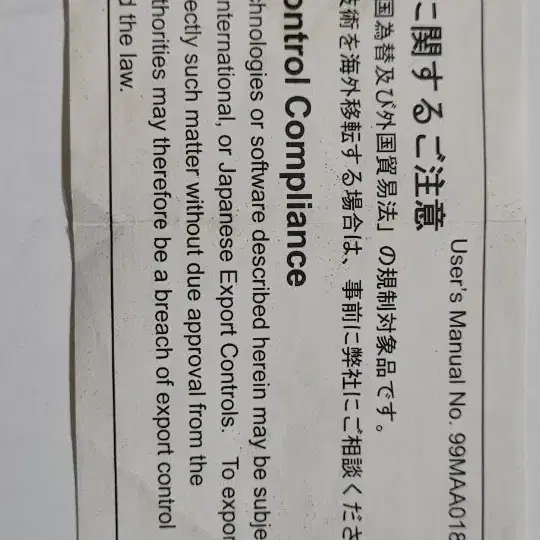 User's Manual No. 99MAA018
に関するご注意
国為替及び外国貿易法」の規制対象品です。
技術を海外移転する場合は、事前に弊社にご相談くださ
ontrol Compliance
chnologies or software described herein may be subje
nternational, or Japanese Export Controls. To expor
ectly such matter without due approval from the
thorities may therefore be a breach of export control
d the law.